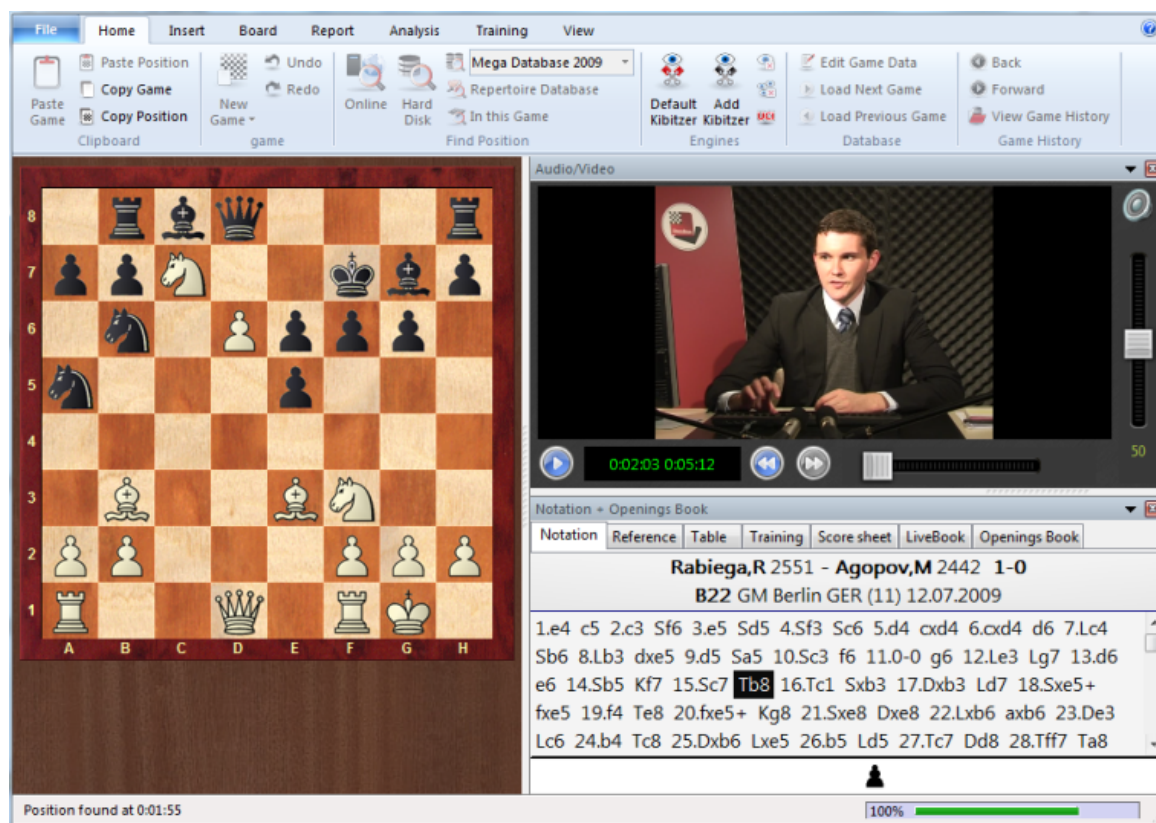 File Home Insert Board Report Analysis Training View
Paste Position Undo Mega Database 2009 Edit Game Data Back
Copy Game Redo Repertoire Database Load Next Game Forward
Paste Game Copy Position New Game Online Hard Disk In this Game Default Kibitzer Add Kibitzer Load Previous Game View Game History
Clipboard game Find Position Engines Database Game History
Audio/Video
8
7
6
5
4
3
2
1
A B C D E F G H
0:02:03 0:05:12
50
Notation + Openings Book
Notation Reference Table Training Score sheet LiveBook Openings Book
Rabiega,R 2551 - Agopov,M 2442 1-0
B22 GM Berlin GER (11) 12.07.2009
1.e4 c5 2.c3 Sf6 3.e5 Sd5 4.Sf3 Sc6 5.d4 cxd4 6.cxd4 d6 7.Lc4
Sb6 8.Lb3 dxe5 9.d5 Sa5 10.Sc3 f6 11.0-0 g6 12.Le3 Lg7 13.d6
e6 14.Sb5 Kf7 15.Sc7 Tb8 16.Tc1 Sxb3 17.Dxb3 Ld7 18.Sxe5+
fxe5 19.f4 Te8 20.fxe5+ Kg8 21.Sxe8 Dxe8 22.Lxb6 axb6 23.De3
Lc6 24.b4 Tc8 25.Dxb6 Lxe5 26.b5 Ld5 27.Tc7 Dd8 28.Tff7 Ta8
Position found at 0:01:55
100%